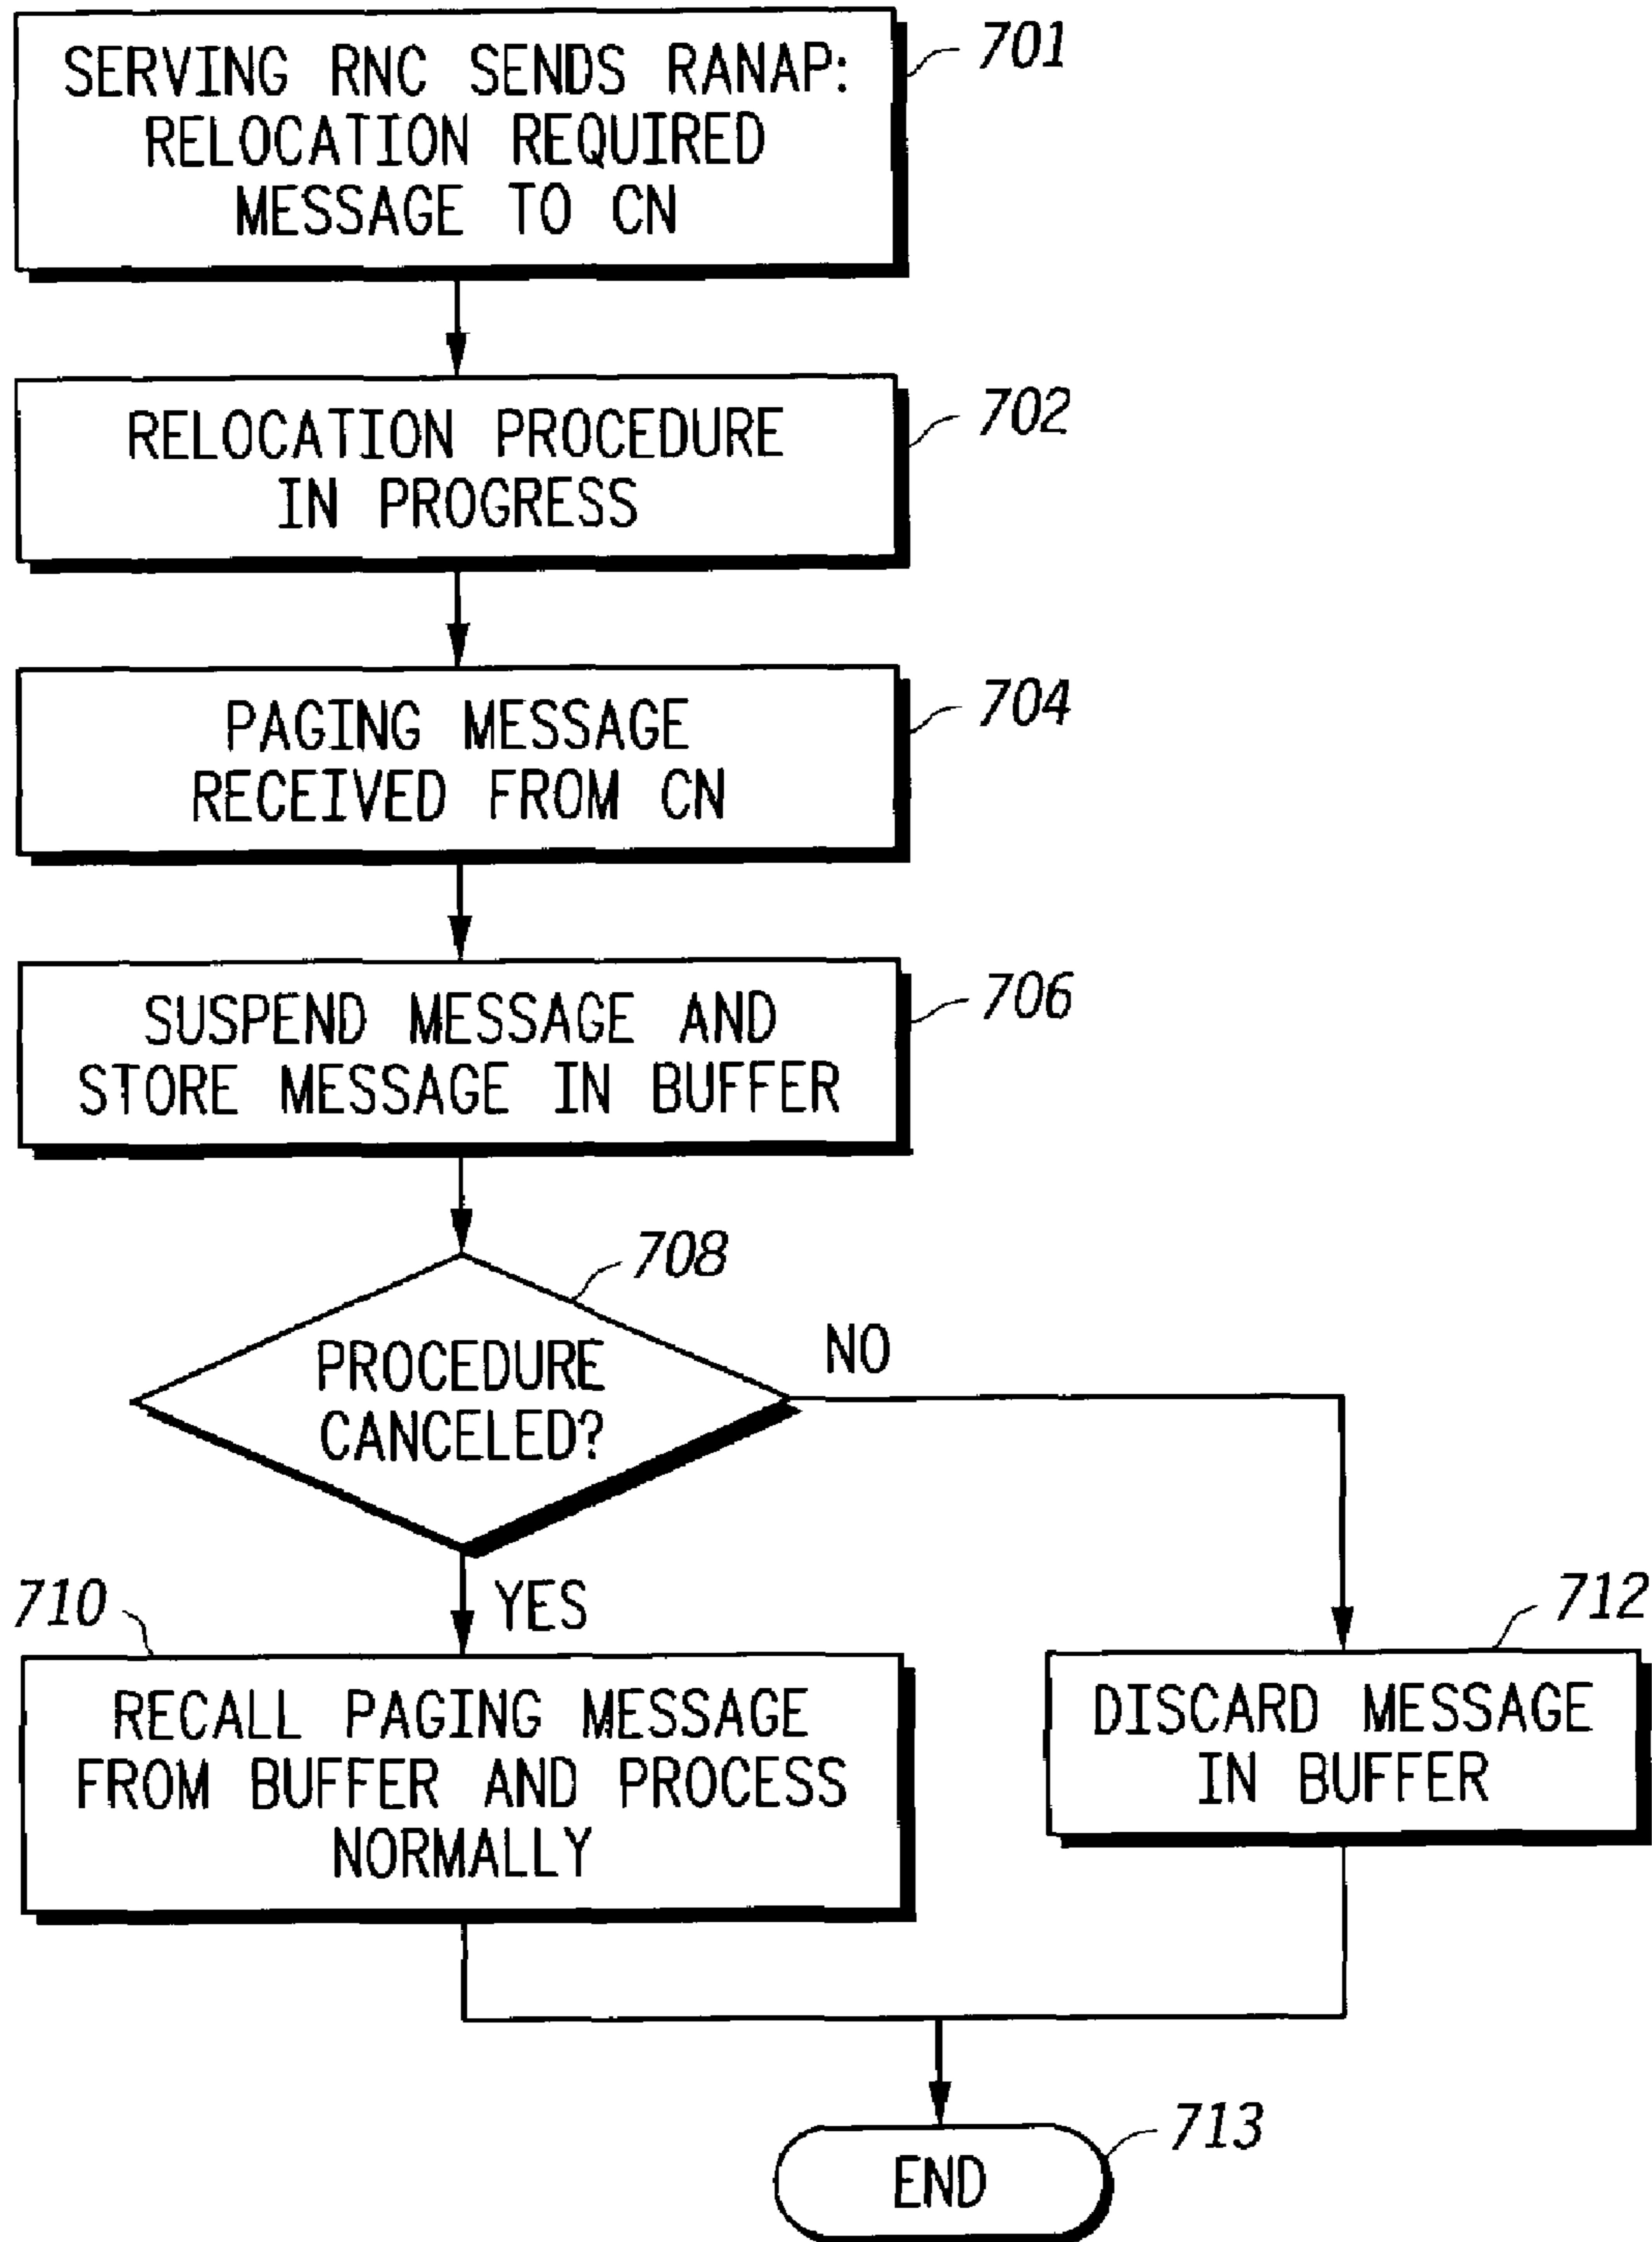 SERVING RNC SENDS RANAP:
RELOCATION REQUIRED
MESSAGE TO CN
701
RELOCATION PROCEDURE
IN PROGRESS
702
PAGING MESSAGE
RECEIVED FROM CN
704
SUSPEND MESSAGE AND
STORE MESSAGE IN BUFFER
706
708
PROCEDURE
CANCELED?
NO
YES
710
RECALL PAGING MESSAGE
FROM BUFFER AND PROCESS
NORMALLY
712
DISCARD MESSAGE
IN BUFFER
713
END